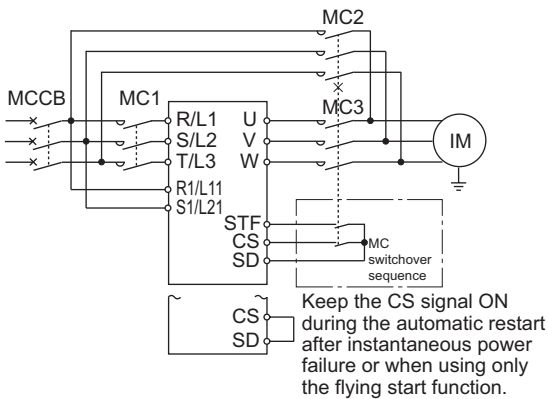 MC2
MCCB
MC1
MC3
R/L1
S/L2
T/L3
R1/L11
S1/L21
U
V
W
IM
STF
CS
SD
MC
switchover
sequence
CS
SD
Keep the CS signal ON
during the automatic restart
after instantaneous power
failure or when using only
the flying start function.